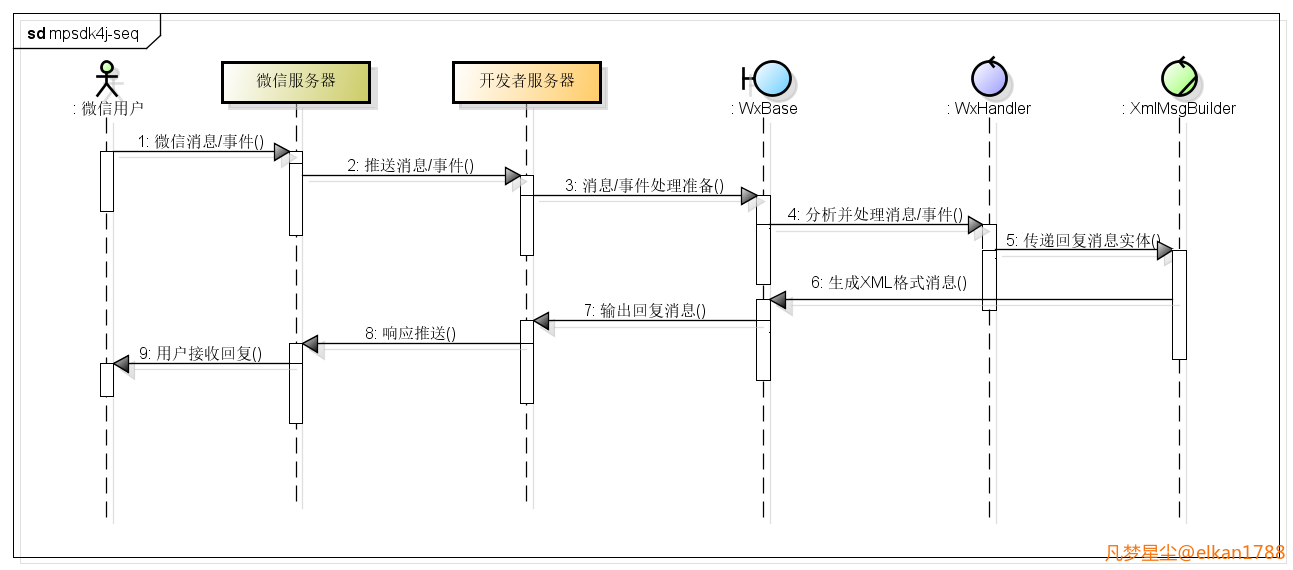 sd mpsdk4j-seq
: 微信用户
微信服务器
开发者服务器
: WxBase
: WxHandler
: XmlMsgBuilder
1: 微信消息/事件()
2: 推送消息/事件()
3: 消息/事件处理准备()
4: 分析并处理消息/事件()
5: 传递回复消息实体()
6: 生成XML格式消息()
7: 输出回复消息()
8: 响应推送()
9: 用户接收回复()
凡梦星尘@elkan1788